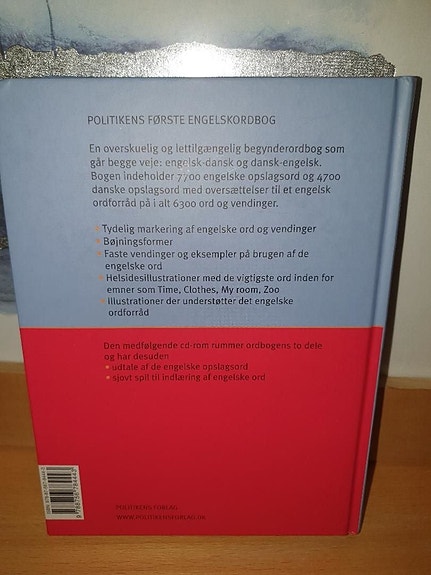 POLITIKENS FØRSTE ENGELSKORDBOG
En overskuelig og lettilgængelig begynderordbog som
går begge veje: engelsk-dansk og dansk-engelsk.
Bogen indeholder 7700 engelske opslagsord og 4700
danske opslagsord med oversættelser til et engelsk
ordforråd på i alt 6300 ord og vendinger.
• Tydelig markering af engelske ord og vendinger
• Bøjningsformer
• Faste vendinger og eksempler på brugen af de
engelske ord
• Helsidesillustrationer med de vigtigste ord inden for
emner som Time, Clothes, My room, Zoo
• illustrationer der understøtter det engelske
ordforråd
Den medfølgende cd-rom rummer ordbogens to dele
og har desuden
• udtale af de engelske opslagsord
• sjovt spil til indlæring af engelske ord
POLITIKENS FORLAG
WWW.POLITIKENSFORLAG.DK